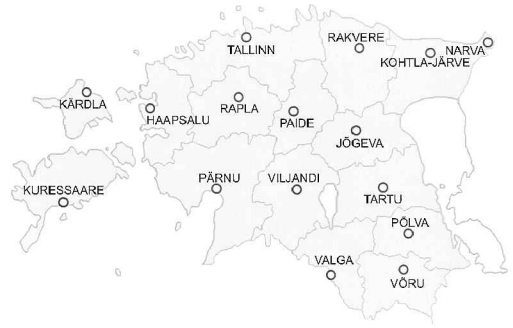 RAKVERE
TALLINN
NARVA
KOHTLA-JÄRVE
KÄRDLA
RAPLA
HAAPSALU
PAIDE
JÕGEVA
PÄRNU
VILJANDI
KURESSAARE
TARTU
PÕLVA
VALGA
VÕRU